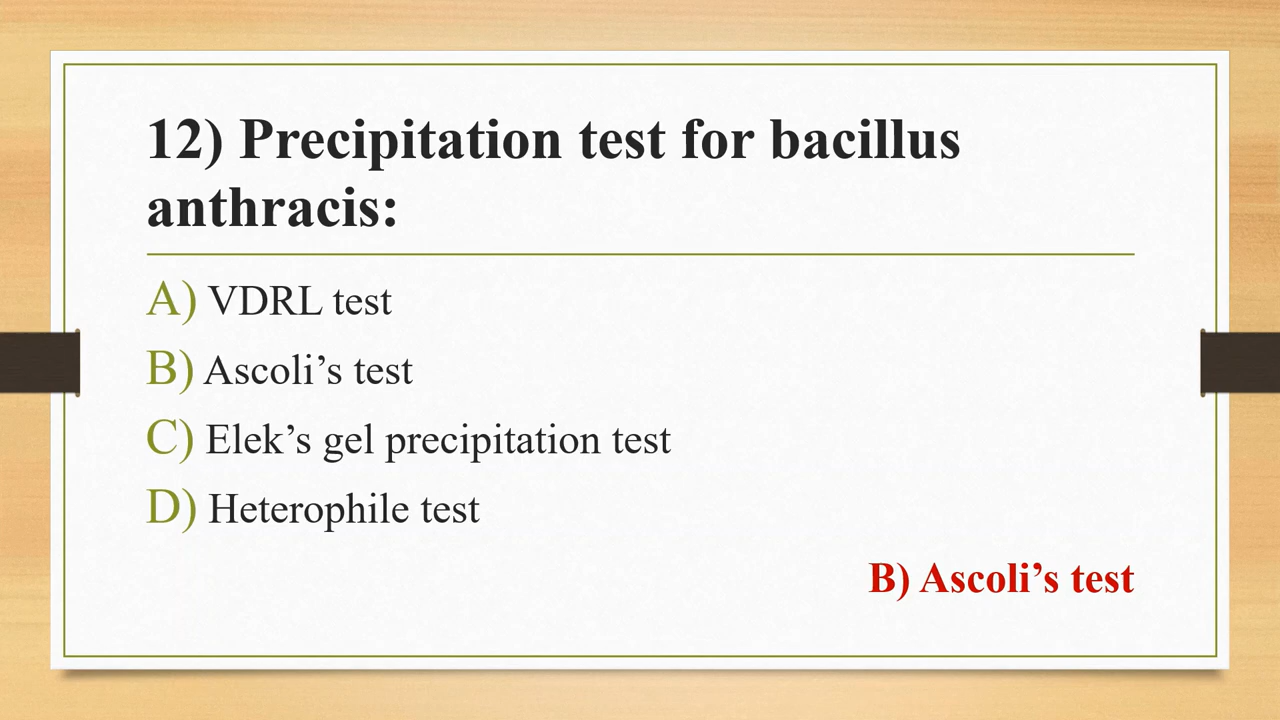 12) Precipitation test for bacillus
anthracis:
A) VDRL test
B) Ascoli’s test
C) Elek’s gel precipitation test
D) Heterophile test
B) Ascoli’s test